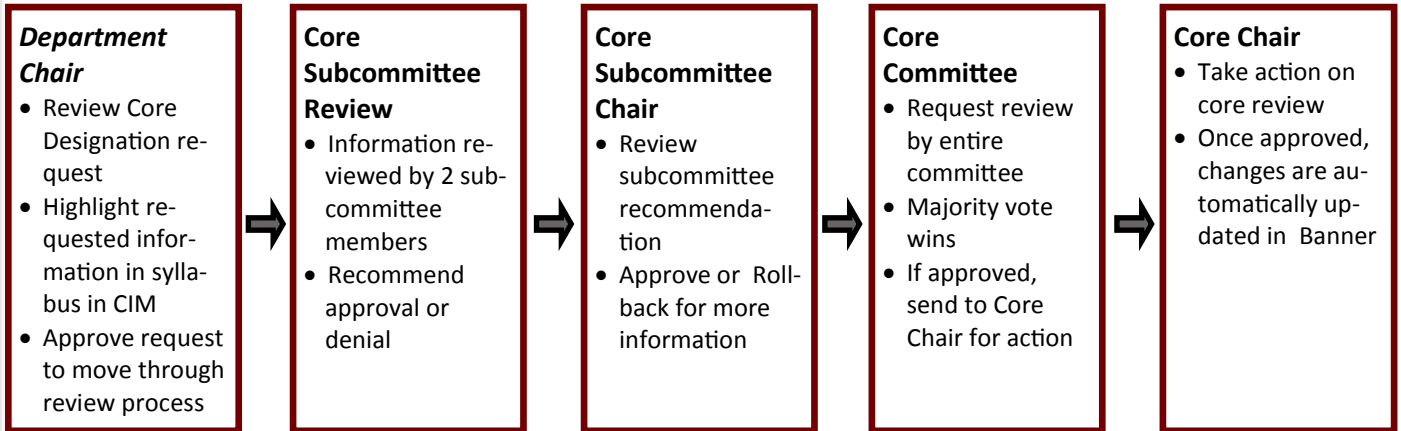 Department
Chair
• Review Core
Designation re-
quest
• Highlight re-
quested infor-
mation in sylla-
bus in CIM
• Approve request
to move through
review process
Core
Subcommittee
Review
• Information re-
viewed by 2 sub-
committee
members
• Recommend
approval or
denial
Core
Subcommittee
Chair
• Review
subcommittee
recommenda-
tion
• Approve or Roll-
back for more
information
Core
Committee
• Request review
by entire
committee
• Majority vote
wins
• If approved,
send to Core
Chair for action
Core Chair
• Take action on
core review
• Once approved,
changes are au-
tomatically up-
dated in Banner